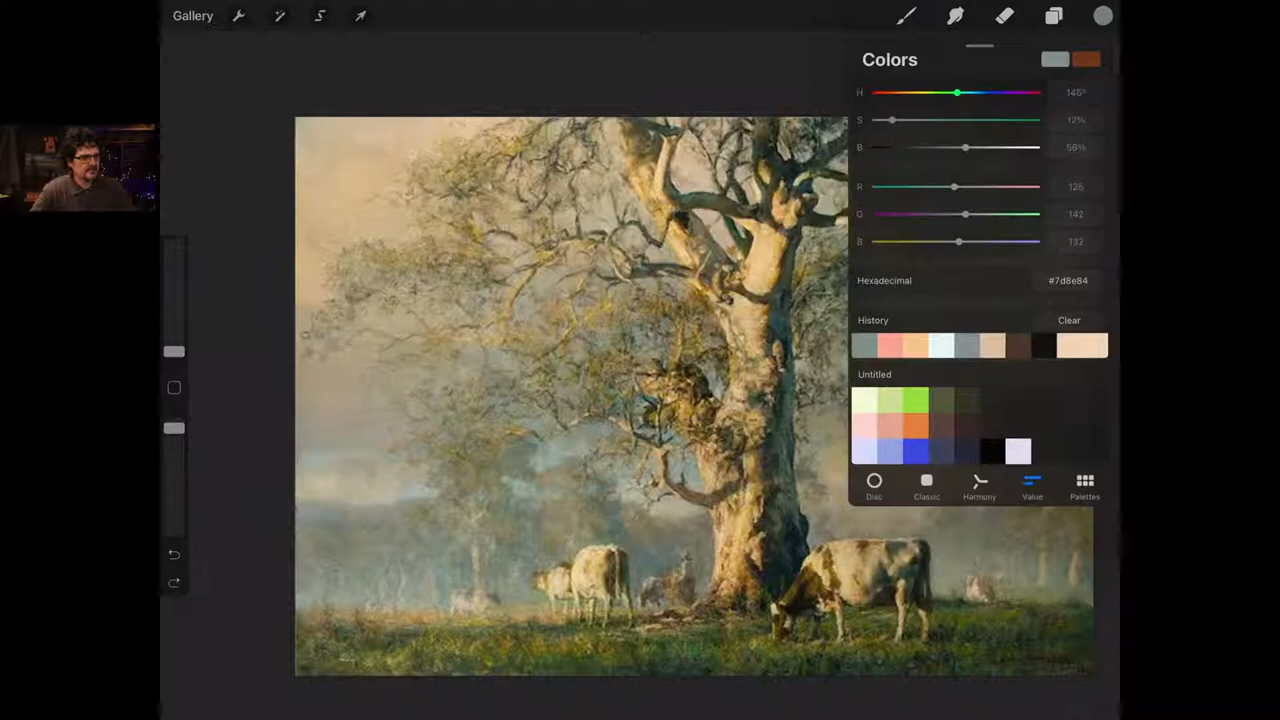 Gallery
Colors
H 145°
S 12%
B 56%
R 125
G 142
B 132
Hexadecimal #7d8e84
History Clear
Untitled
Disc Classic Harmony Value Palettes